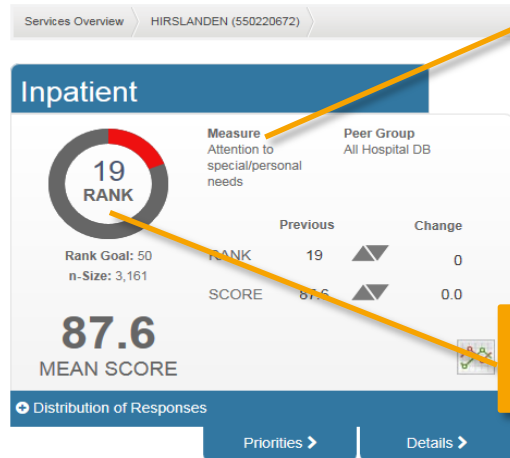 Services Overview
HIRSLANDEN (550220672)
Inpatient
19
RANK
Rank Goal: 50
n-Size: 3,161
87.6
MEAN SCORE
Measure
Attention to
special/personal
needs
Peer Group
All Hospital DB
Previous Change
RANK 19 0
SCORE 87.6 0.0
Distribution of Responses
Priorities
Details